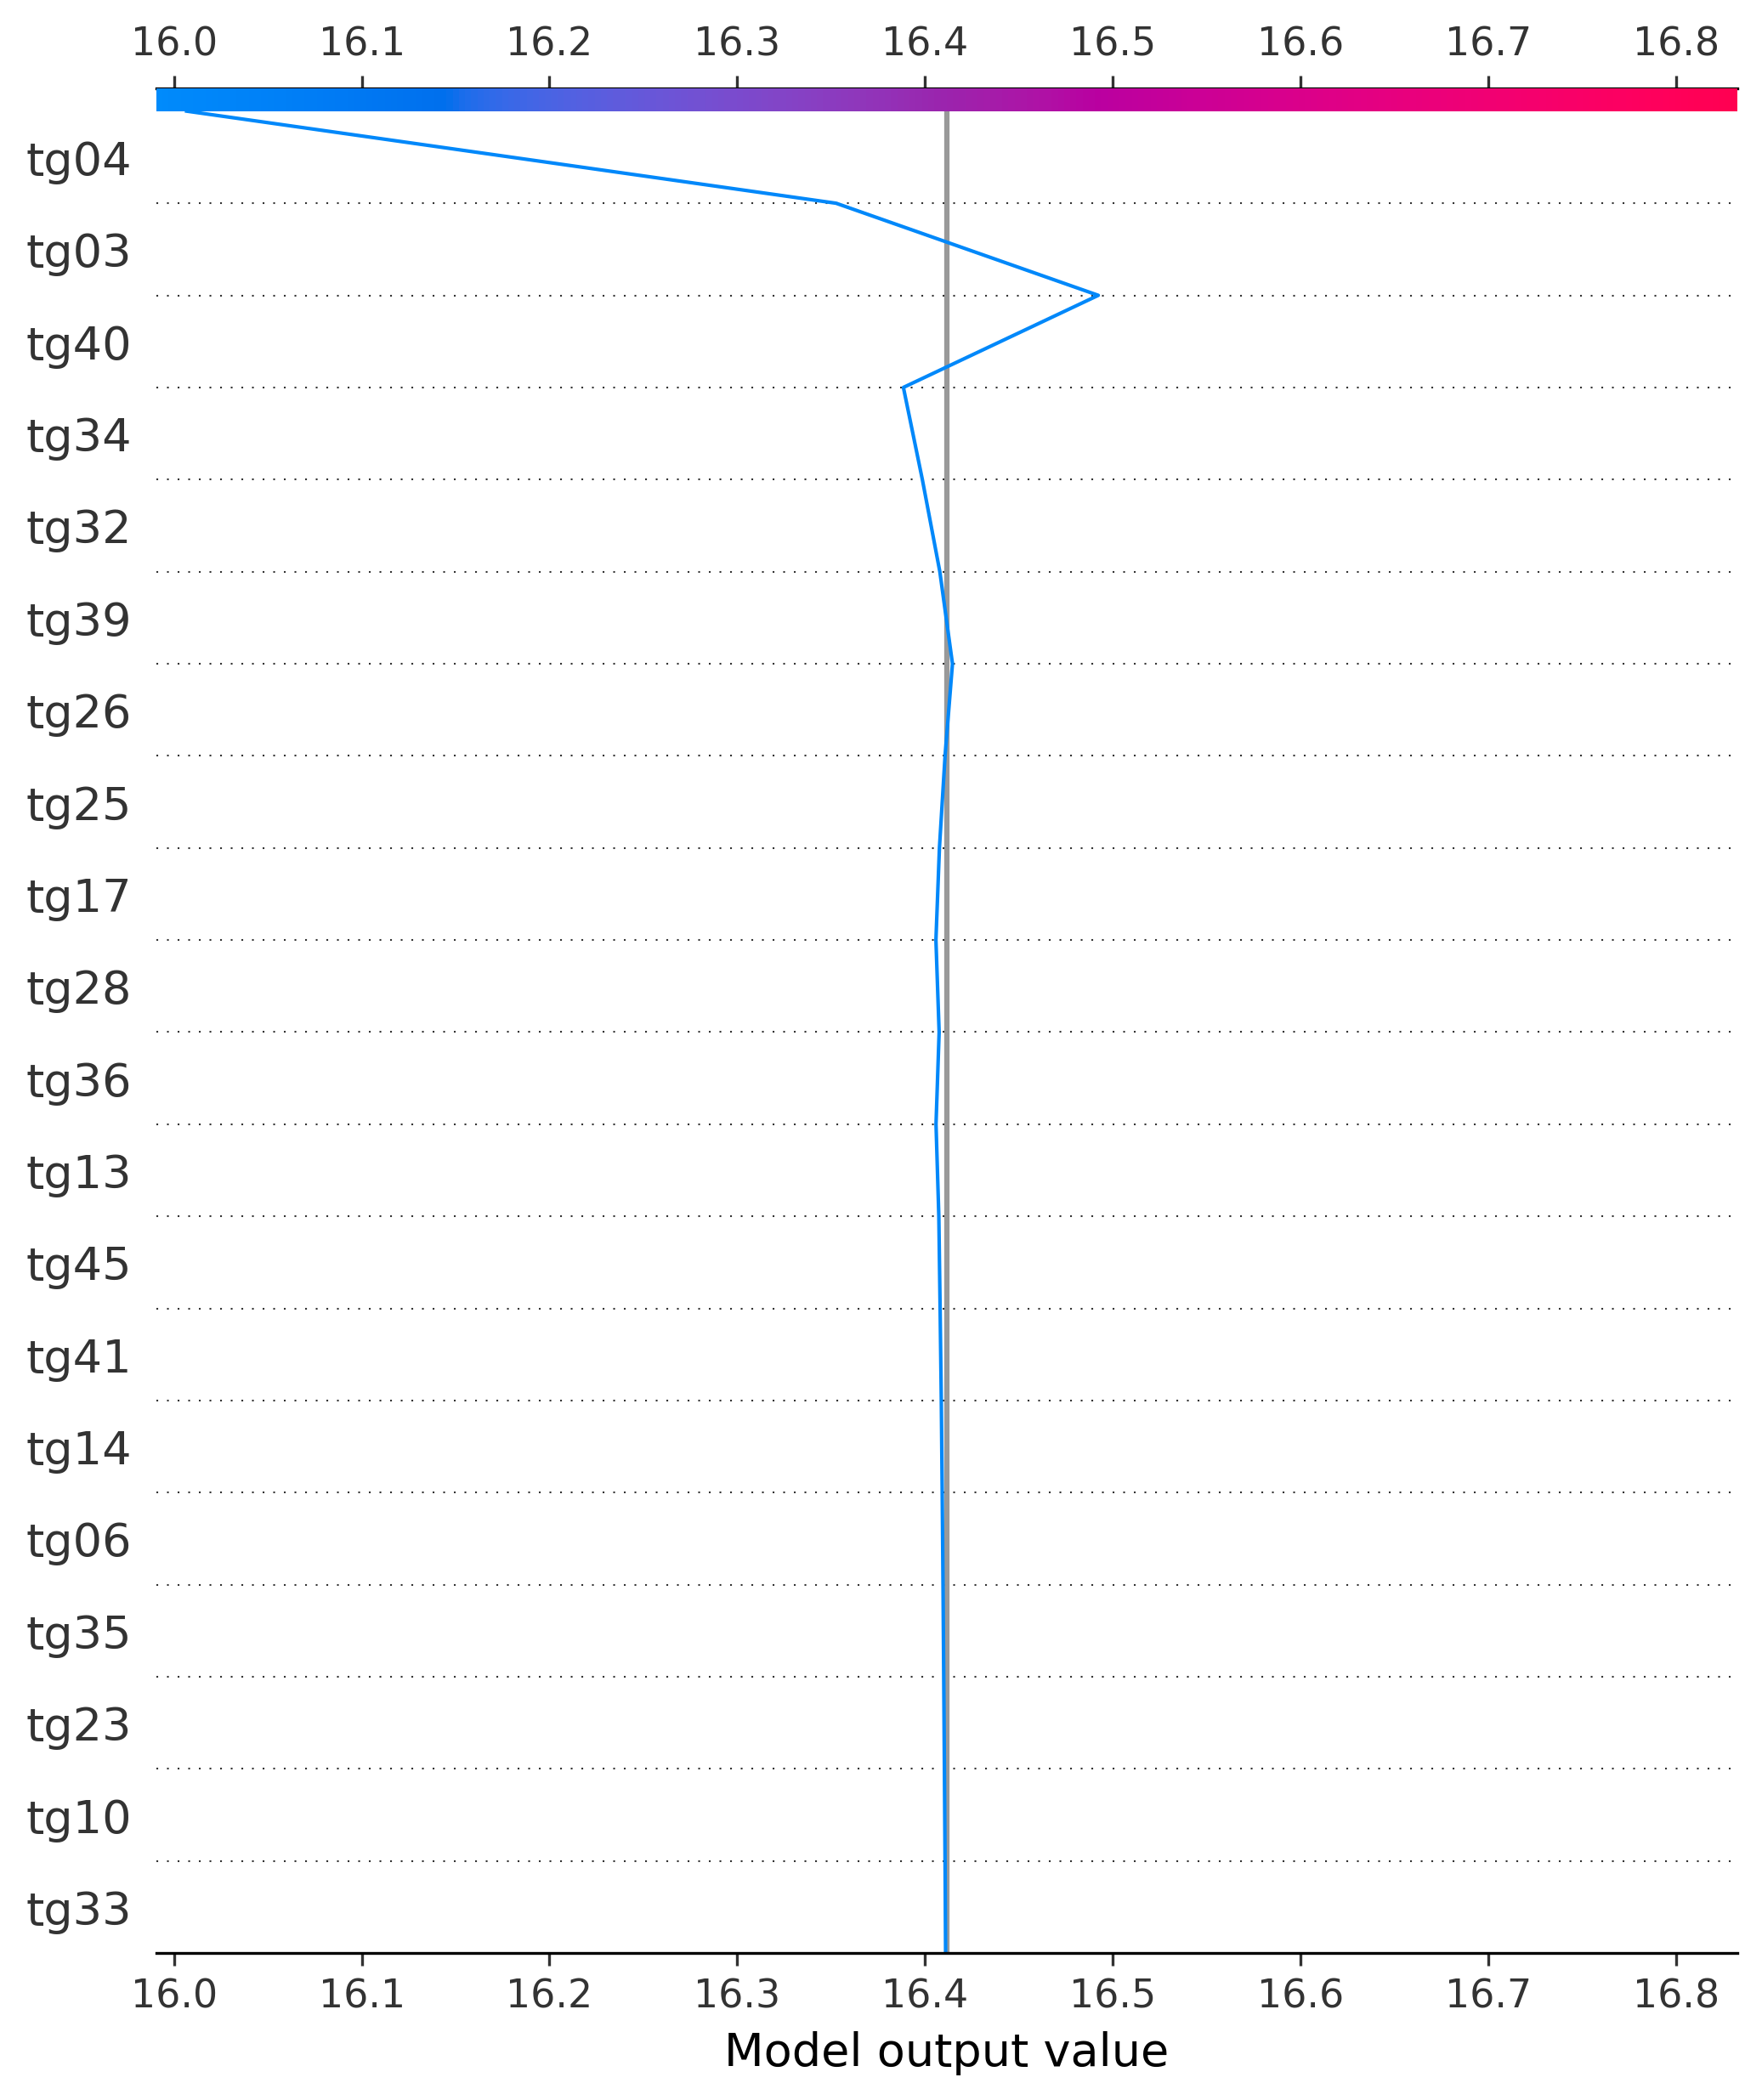 16.0 16.1 16.2 16.3 16.4 16.5 16.6 16.7 16.8
tg04
tg03
tg40
tg34
tg32
tg39
tg26
tg25
tg17
tg28
tg36
tg13
tg45
tg41
tg14
tg06
tg35
tg23
tg10
tg33
16.0 16.1 16.2 16.3 16.4 16.5 16.6 16.7 16.8
Model output value